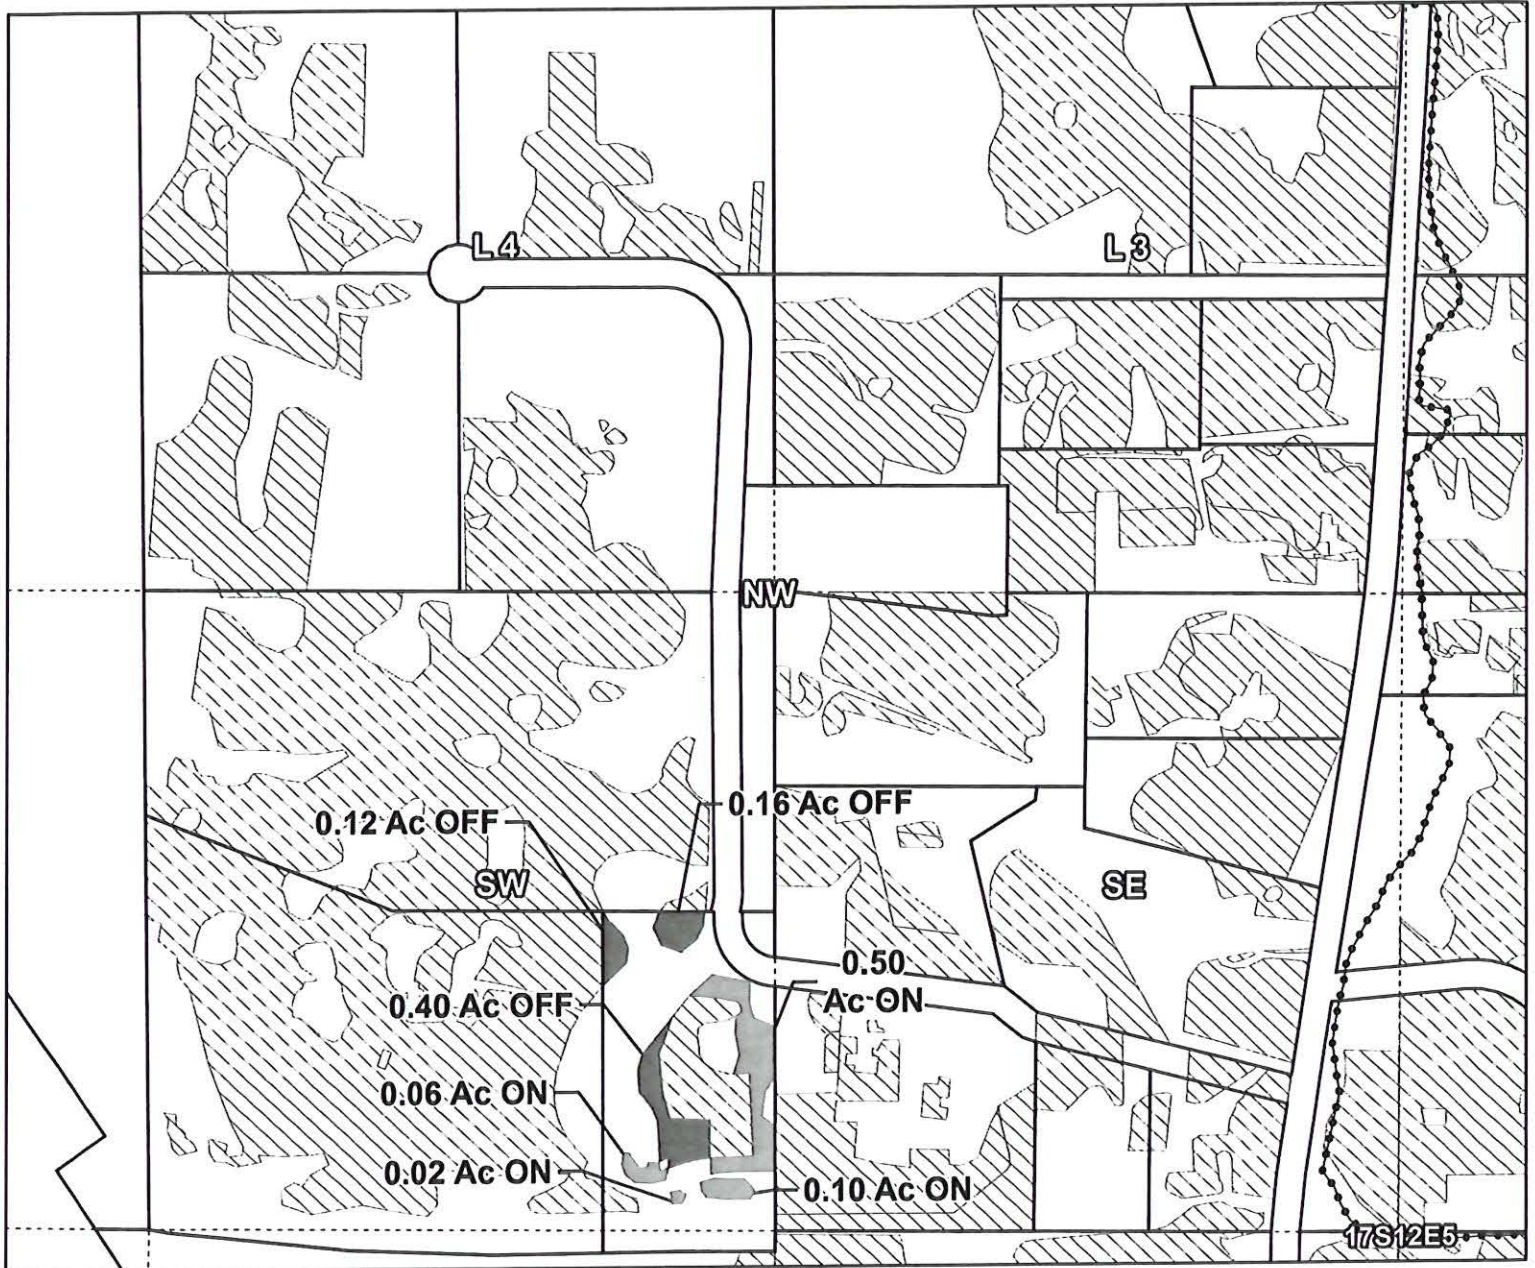 L 4
L 3
NW
0.16 Ac OFF
0.12 Ac OFF
SW
SE
0.50
Ac ON
0.40 Ac OFF
0.06 Ac ON
0.02 Ac ON
0.10 Ac ON
17S12E5